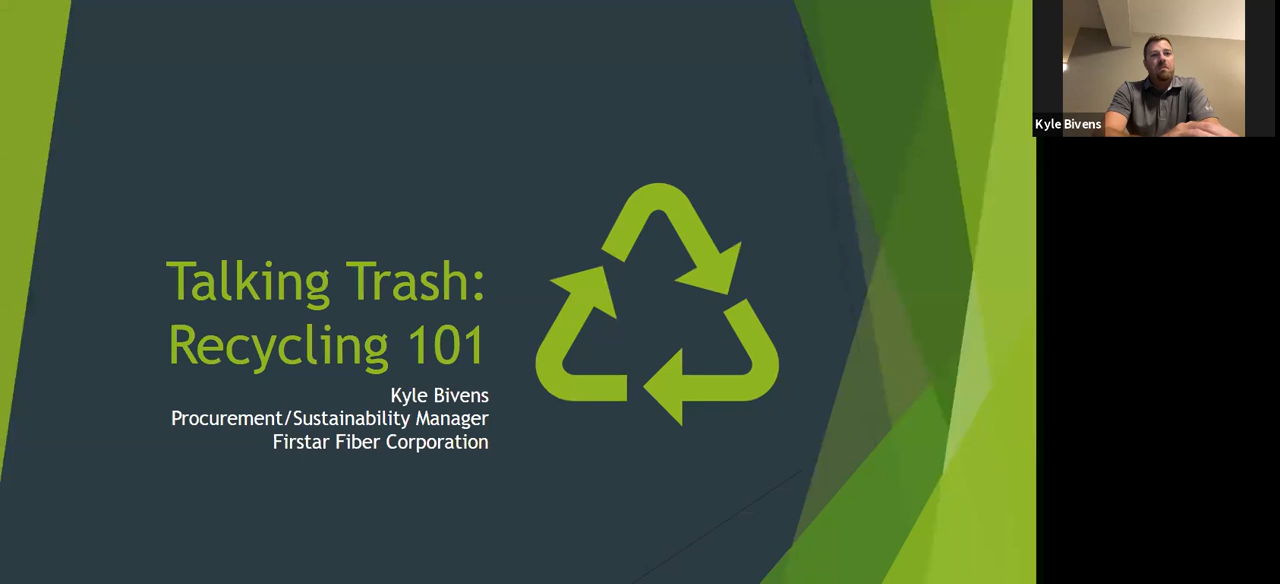 Talking Trash:
Recycling 101
Kyle Bivens
Procurement/Sustainability Manager
Firstar Fiber Corporation
Kyle Bivens